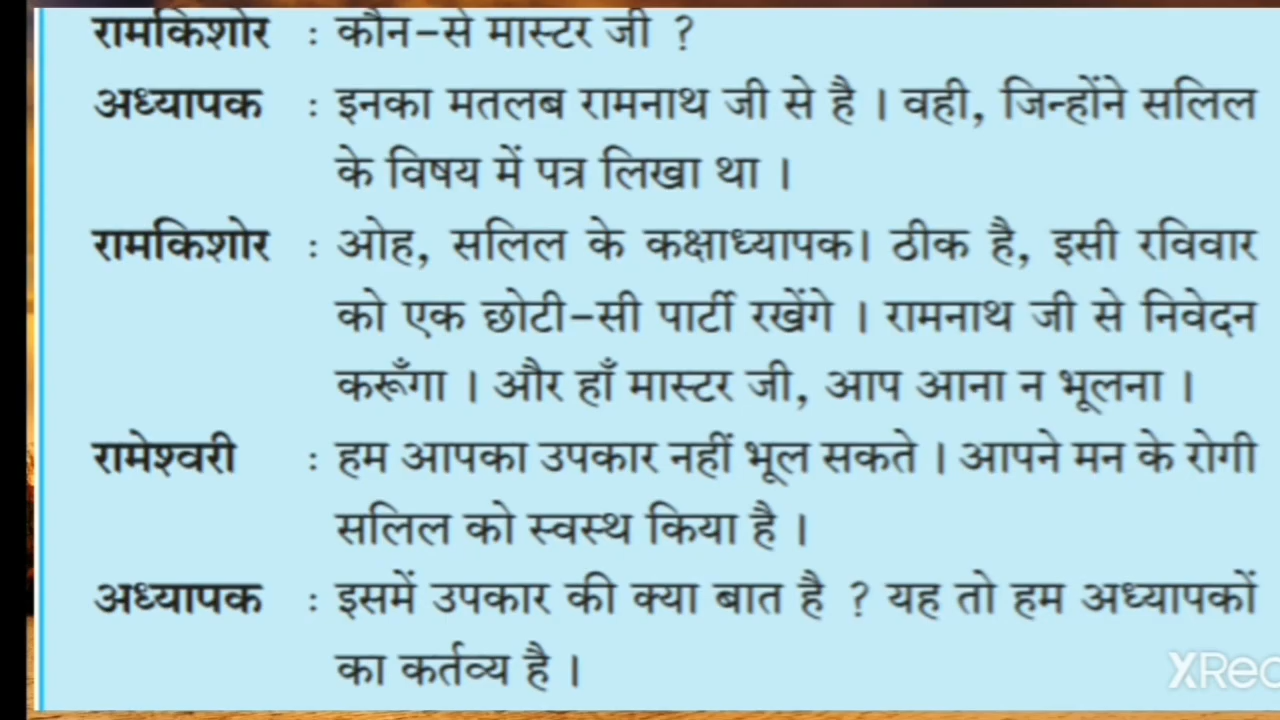 रामकिशोर : कौन-से मास्टर जी ?
अध्यापक : इनका मतलब रामनाथ जी से है । वही, जिन्होंने सलिल
के विषय में पत्र लिखा था ।
रामकिशोर : ओह, सलिल के कक्षाध्यापक। ठीक है, इसी रविवार
को एक छोटी-सी पार्टी रखेंगे । रामनाथ जी से निवेदन
करूँगा । और हाँ मास्टर जी, आप आना न भूलना ।
रामेश्वरी : हम आपका उपकार नहीं भूल सकते । आपने मन के रोगी
सलिल को स्वस्थ किया है ।
अध्यापक : इसमें उपकार की क्या बात है ? यह तो हम अध्यापकों
का कर्तव्य है ।